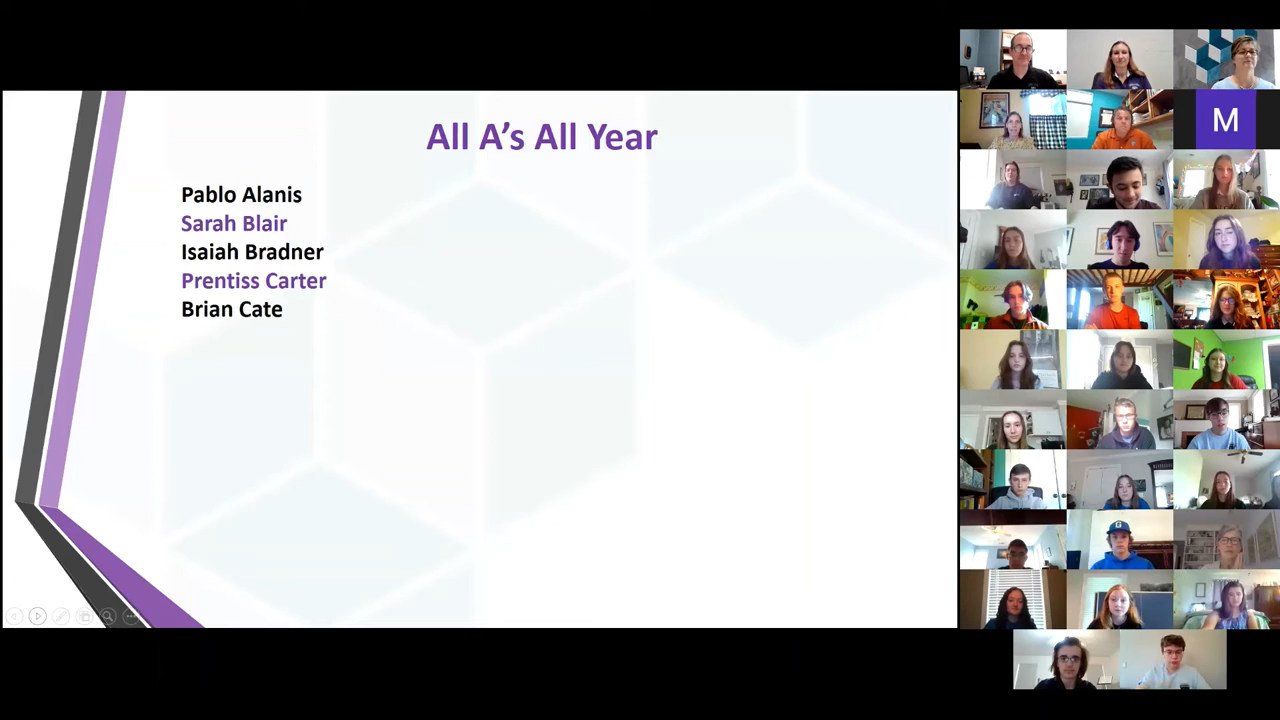 All A's All Year
Pablo Alanis
Sarah Blair
Isaiah Bradner
Prentiss Carter
Brian Cate
M